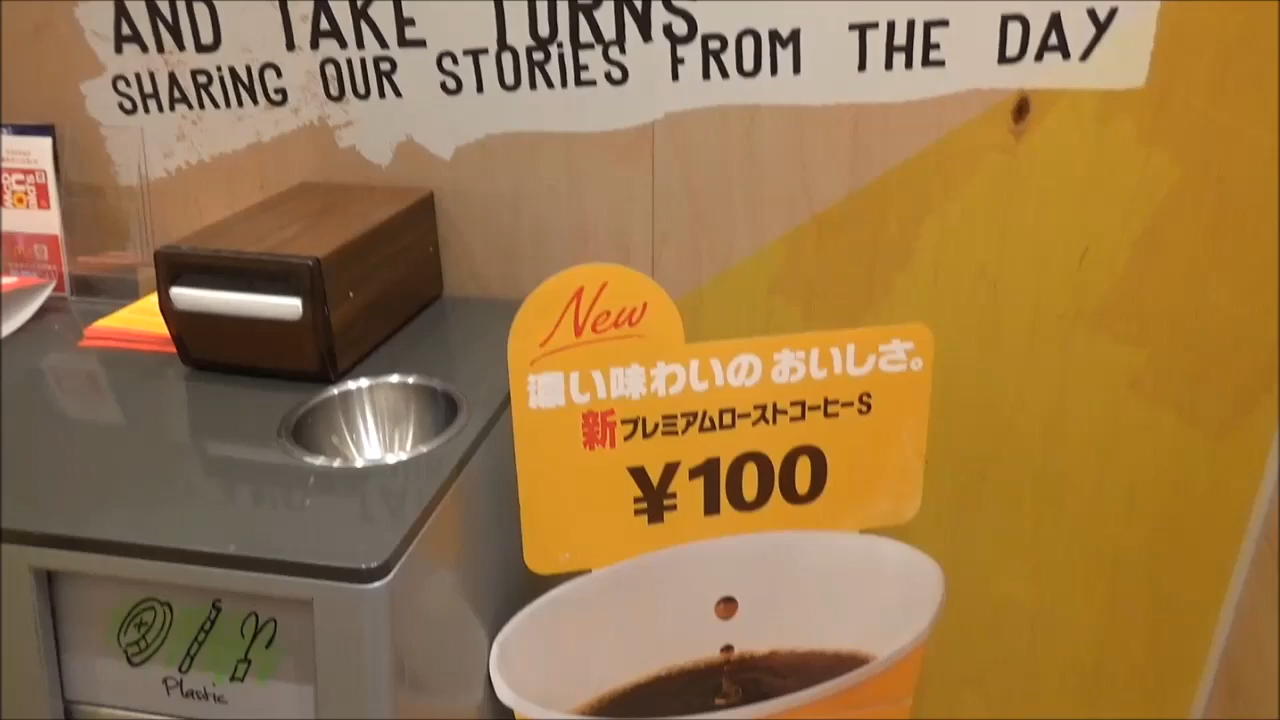 AND TAKE TURNS
SHARiNG OUR STORiES FROM THE DAY
New
濃い味わいの おいしさ。
新プレミアムローストコーヒーS
¥100
Plastic